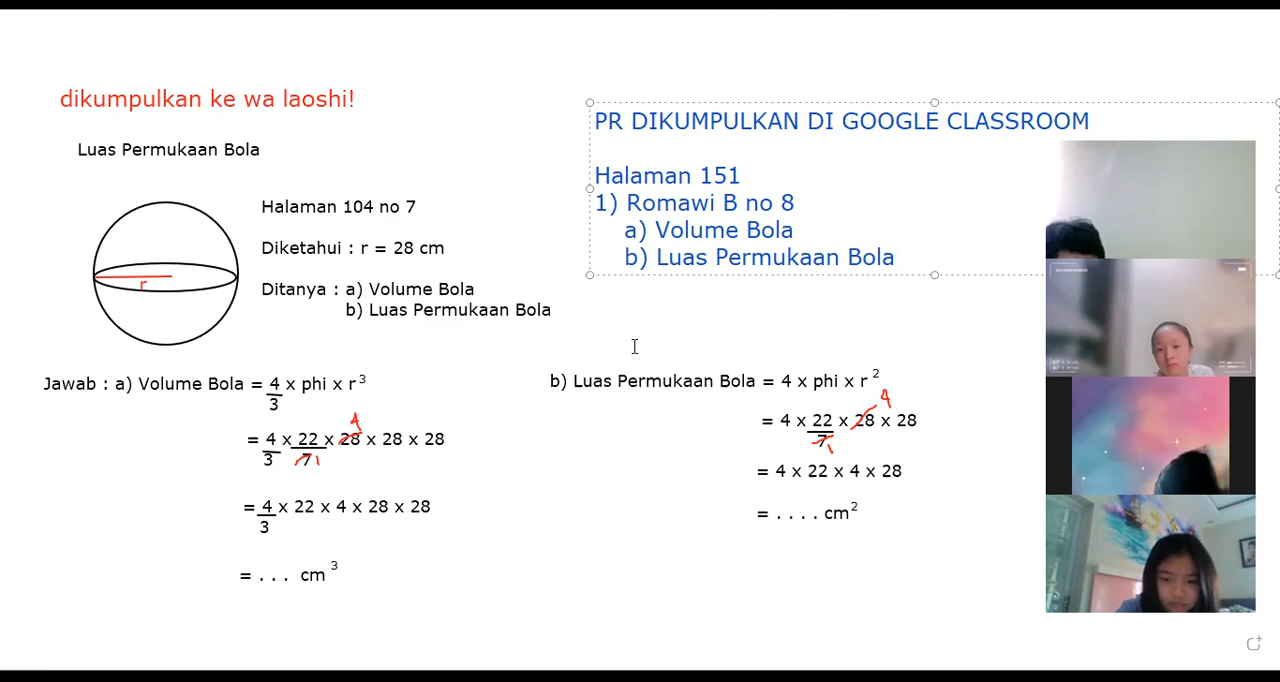 dikumpulkan ke wa laoshi!
Luas Permukaan Bola
r
Halaman 104 no 7
Diketahui : r = 28 cm
Ditanya : a) Volume Bola
b) Luas Permukaan Bola
Jawab : a) Volume Bola = 4/3 x phi x r³
= 4/3 x 22/7 x 28 x 28 x 28
4
1
= 4/3 x 22 x 4 x 28 x 28
= . . . cm³
PR DIKUMPULKAN DI GOOGLE CLASSROOM
Halaman 151
1) Romawi B no 8
a) Volume Bola
b) Luas Permukaan Bola
b) Luas Permukaan Bola = 4 x phi x r²
= 4 x 22/7 x 28 x 28
4
1
= 4 x 22 x 4 x 28
= . . . . cm²